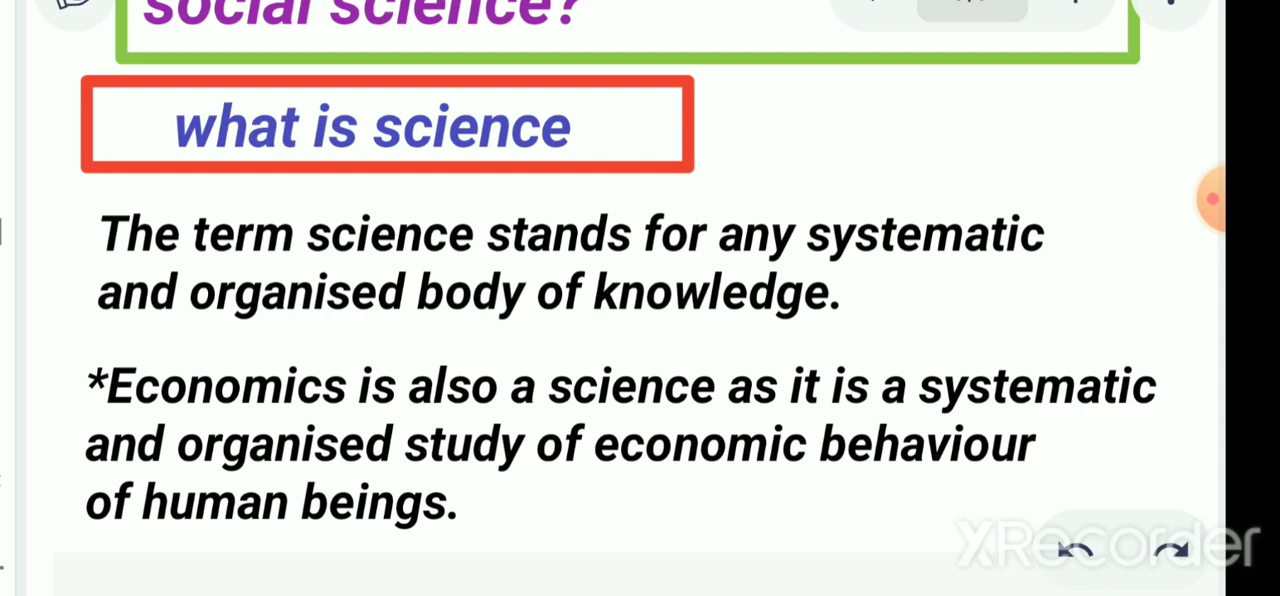 social science?
what is science
The term science stands for any systematic
and organised body of knowledge.
*Economics is also a science as it is a systematic
and organised study of economic behaviour
of human beings.
XRecorder